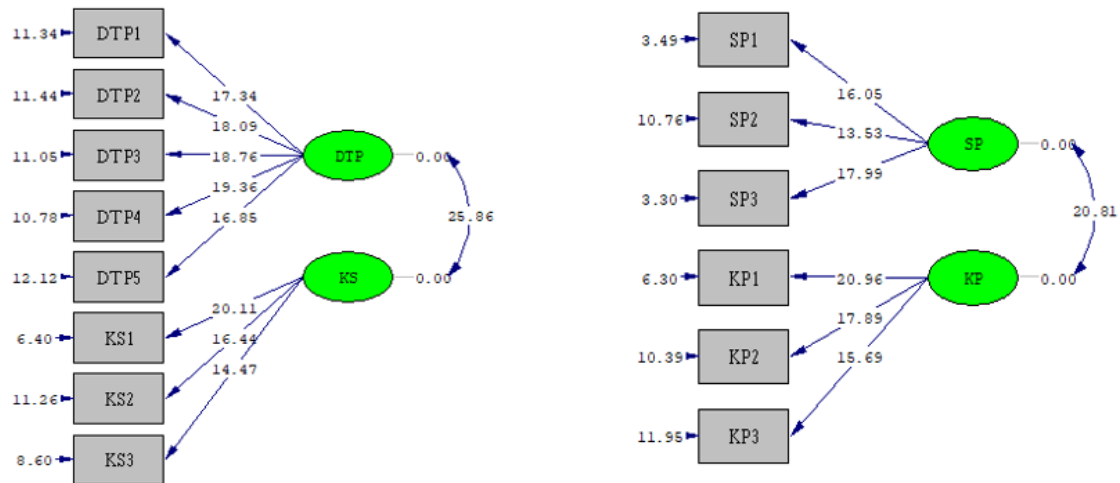 11.34 DTP1
11.44 DTP2
11.05 DTP3
10.78 DTP4
12.12 DTP5
6.40 KS1
11.26 KS2
8.60 KS3
17.34
18.09
18.76
19.36
16.85
20.11
16.44
14.47
DTP 0.00
KS 0.00
25.86
3.49 SP1
10.76 SP2
3.30 SP3
6.30 KP1
10.39 KP2
11.95 KP3
16.05
13.53
17.99
20.96
17.89
15.69
SP 0.00
KP 0.00
20.81